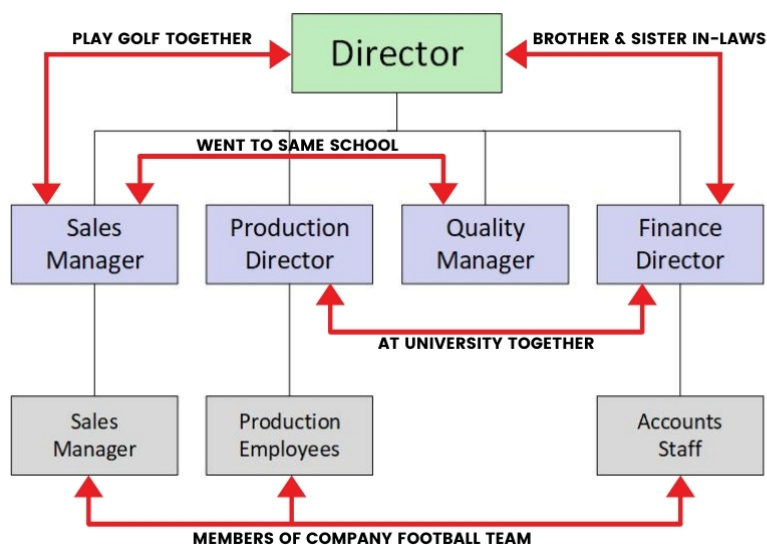 PLAY GOLF TOGETHER
Director
BROTHER & SISTER IN-LAWS
WENT TO SAME SCHOOL
Sales
Manager
Production
Director
Quality
Manager
Finance
Director
AT UNIVERSITY TOGETHER
Sales
Manager
Production
Employees
Accounts
Staff
MEMBERS OF COMPANY FOOTBALL TEAM